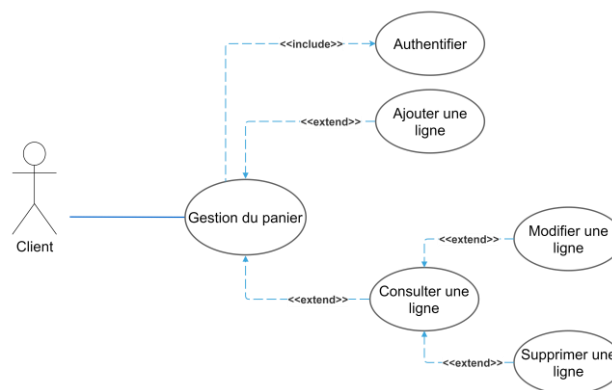 <<include>>
Authentifier
<<extend>>
Ajouter une
ligne
Client
Gestion du panier
<<extend>>
Modifier une
ligne
<<extend>>
Consulter une
ligne
<<extend>>
Supprimer une
ligne